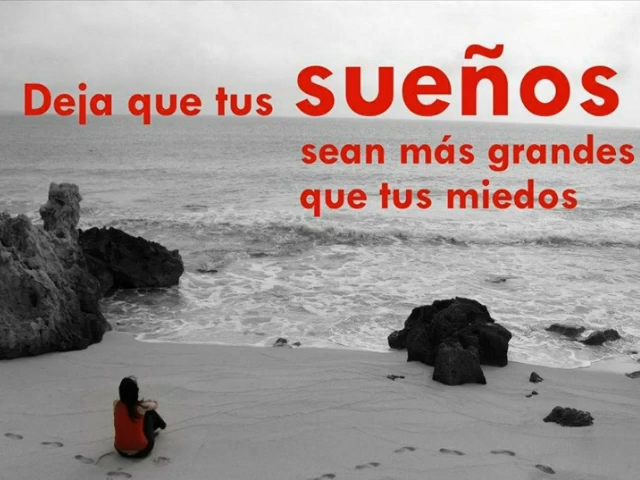 Deja que tus sueños
sean más grandes
que tus miedos